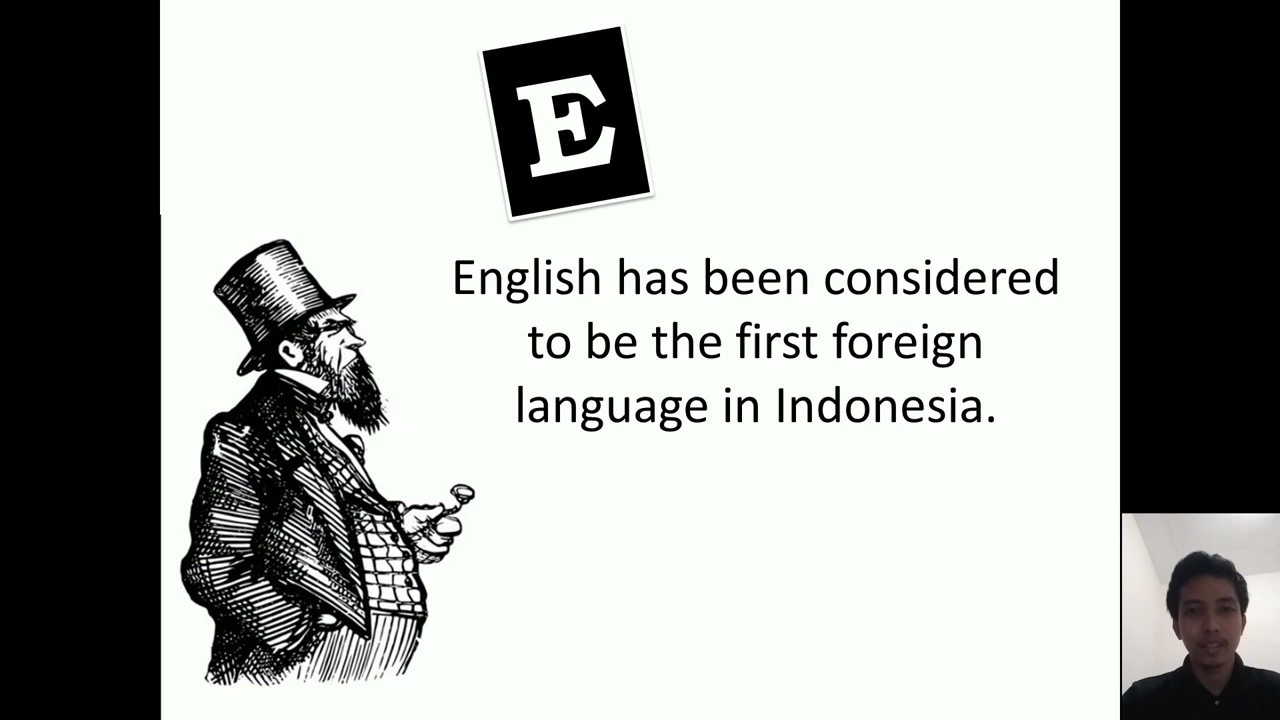 E
English has been considered
to be the first foreign
language in Indonesia.